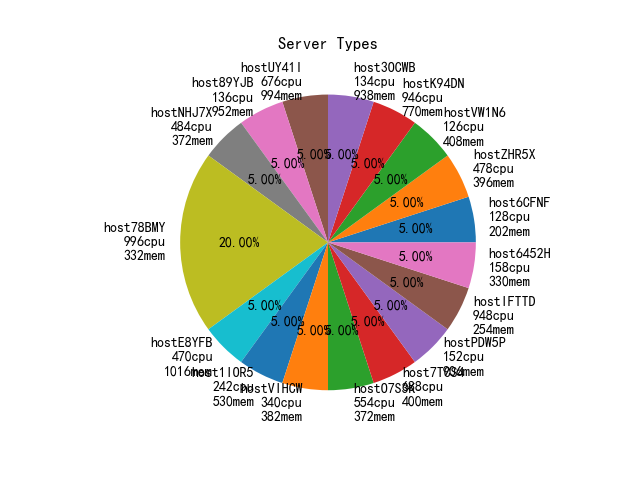 Server Types
host6CFNF
128cpu
202mem
5.00%
hostZHR5X
478cpu
396mem
5.00%
hostVW1N6
126cpu
408mem
5.00%
hostK94DN
946cpu
770mem
5.00%
host3OCWB
134cpu
938mem
5.00%
hostUY41I
676cpu
994mem
5.00%
host89YJB
136cpu
952mem
5.00%
hostNHJ7X
484cpu
372mem
5.00%
host78BMY
996cpu
332mem
20.00%
hostE8YFB
470cpu
1016mem
5.00%
host1IOR5
242cpu
530mem
5.00%
hostVIHCW
340cpu
382mem
5.00%
554cpu
372mem
5.00%
400mem
5.00%
hostPDW5P
152cpu
5.00%
hostIFTTD
948cpu
254mem
5.00%
host6452H
158cpu
330mem
5.00%